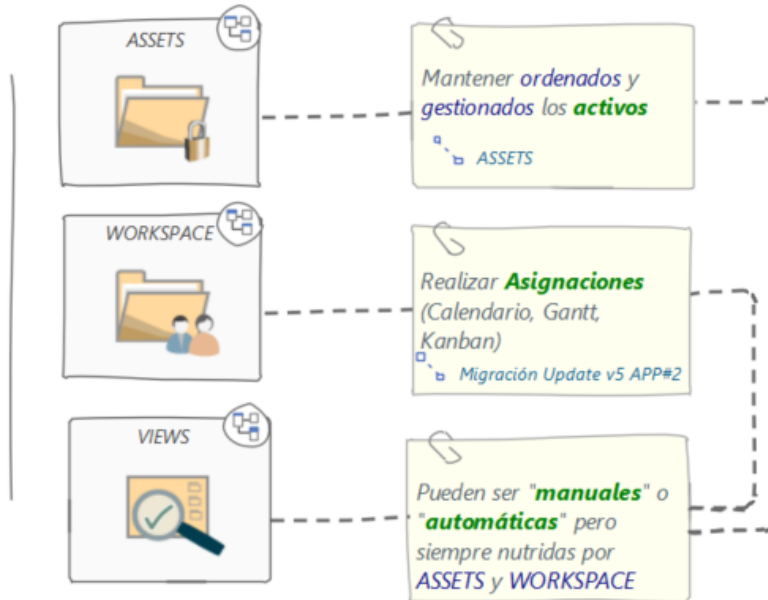 ASSETS
Mantener ordenados y
gestionados los activos
ASSETS
WORKSPACE
Realizar Asignaciones
(Calendario, Gantt,
Kanban)
Migración Update v5 APP#2
VIEWS
Pueden ser "manuales" o
"automáticas" pero
siempre nutridas por
ASSETS y WORKSPACE